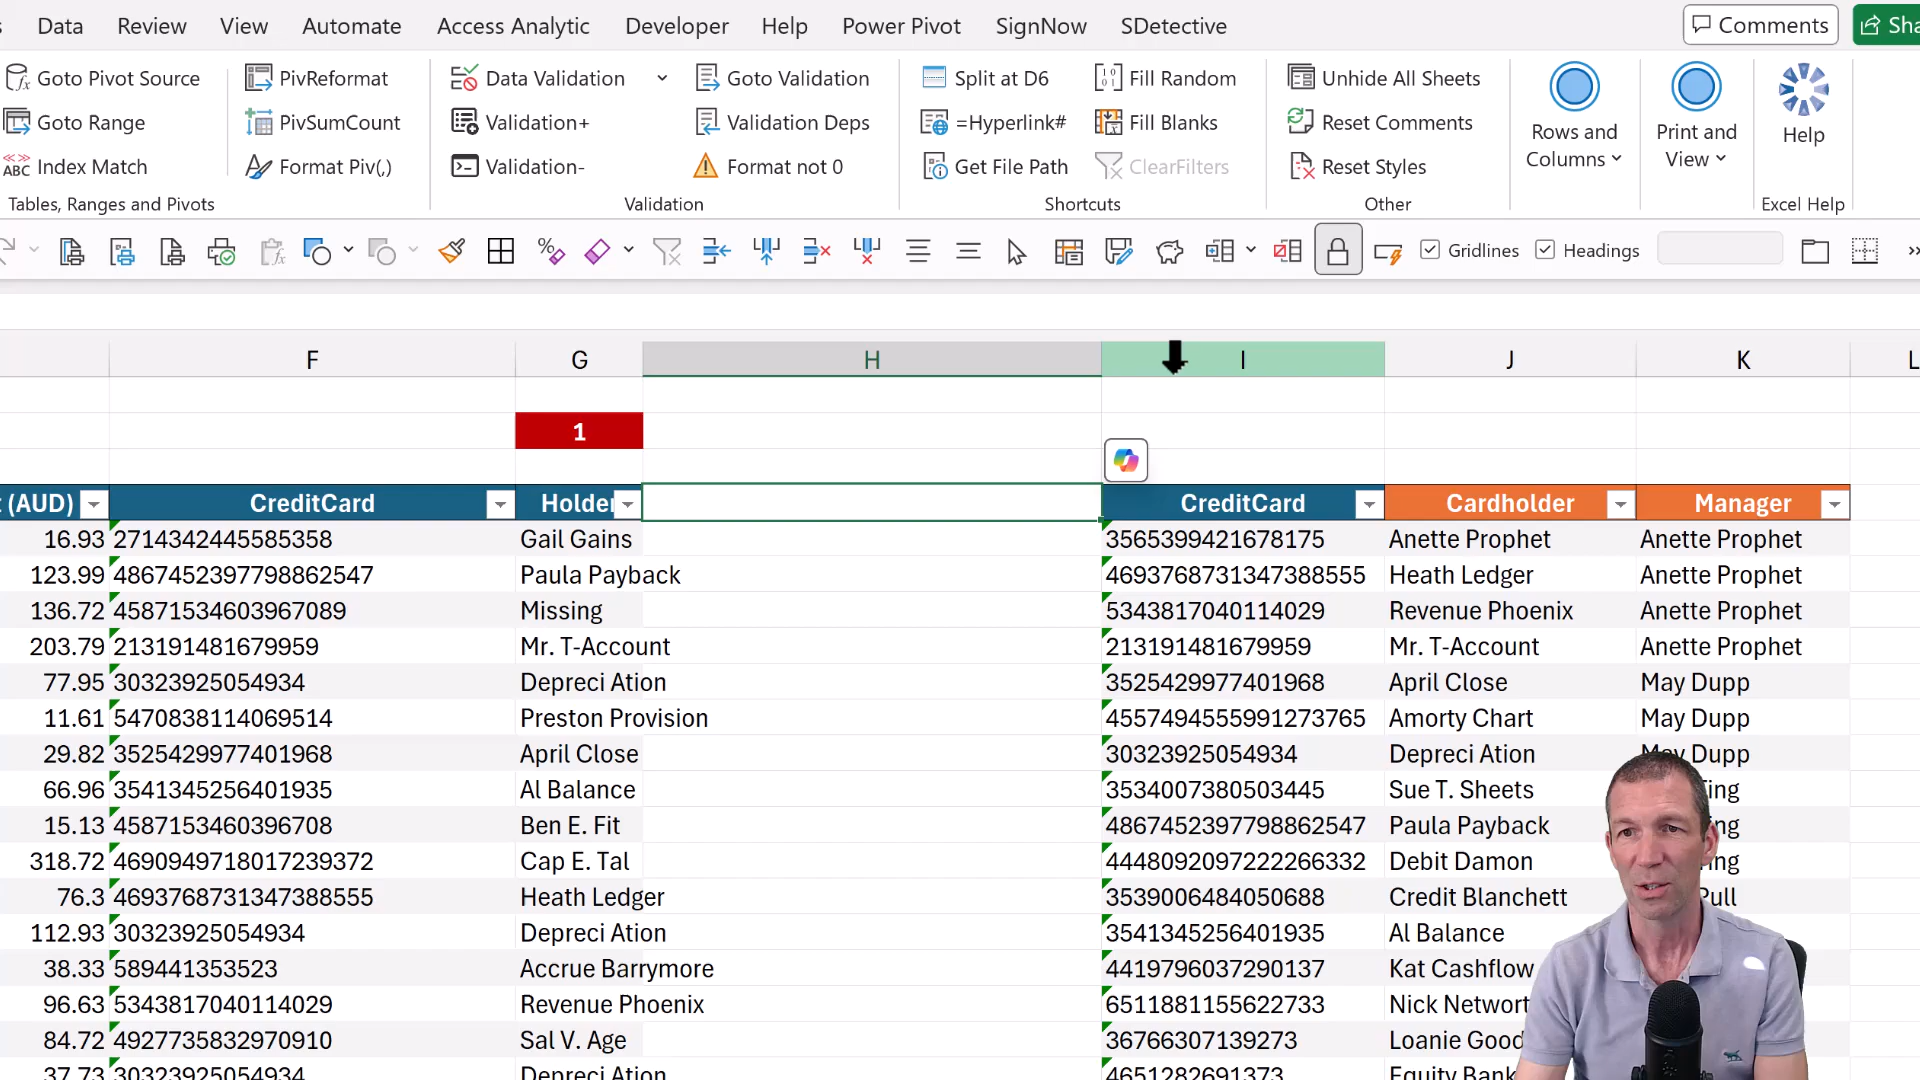 Data Review View Automate Access Analytic Developer Help Power Pivot SignNow SDetective Comments
Goto Pivot Source PivReformat Data Validation Goto Validation Split at D6 Fill Random Unhide All Sheets
Goto Range PivSumCount Validation+ Validation Deps =Hyperlink# Fill Blanks Reset Comments Rows and Columns Print and View Help
ABC Index Match Format Piv(,) Validation- Format not 0 Get File Path ClearFilters Reset Styles
Tables, Ranges and Pivots Validation Shortcuts Other Excel Help
Gridlines Headings
F G H I J K L
1
(AUD) CreditCard Holder CreditCard Cardholder Manager
16.93 2714342445585358 Gail Gains 3565399421678175 Anette Prophet Anette Prophet
123.99 4867452397798862547 Paula Payback 4693768731347388555 Heath Ledger Anette Prophet
136.72 45871534603967089 Missing 5343817040114029 Revenue Phoenix Anette Prophet
203.79 213191481679959 Mr. T-Account 213191481679959 Mr. T-Account Anette Prophet
77.95 30323925054934 Depreci Ation 3525429977401968 April Close May Dupp
11.61 5470838114069514 Preston Provision 4557494555991273765 Amorty Chart May Dupp
29.82 3525429977401968 April Close 30323925054934 Depreci Ation May Dupp
66.96 3541345256401935 Al Balance 3534007380503445 Sue T. Sheets
15.13 4587153460396708 Ben E. Fit 4867452397798862547 Paula Payback
318.72 4690949718017239372 Cap E. Tal 4448092097222266332 Debit Damon
76.3 4693768731347388555 Heath Ledger 3539006484050688 Credit Blanchett
112.93 30323925054934 Depreci Ation 3541345256401935 Al Balance
38.33 589441353523 Accrue Barrymore 4419796037290137 Kat Cashflow
96.63 5343817040114029 Revenue Phoenix 6511881155622733 Nick Networt
84.72 4927735832970910 Sal V. Age 36766307139273 Loanie Good
37.73 30323925054934 Depreci Ation 4651282691373 Equity Bank